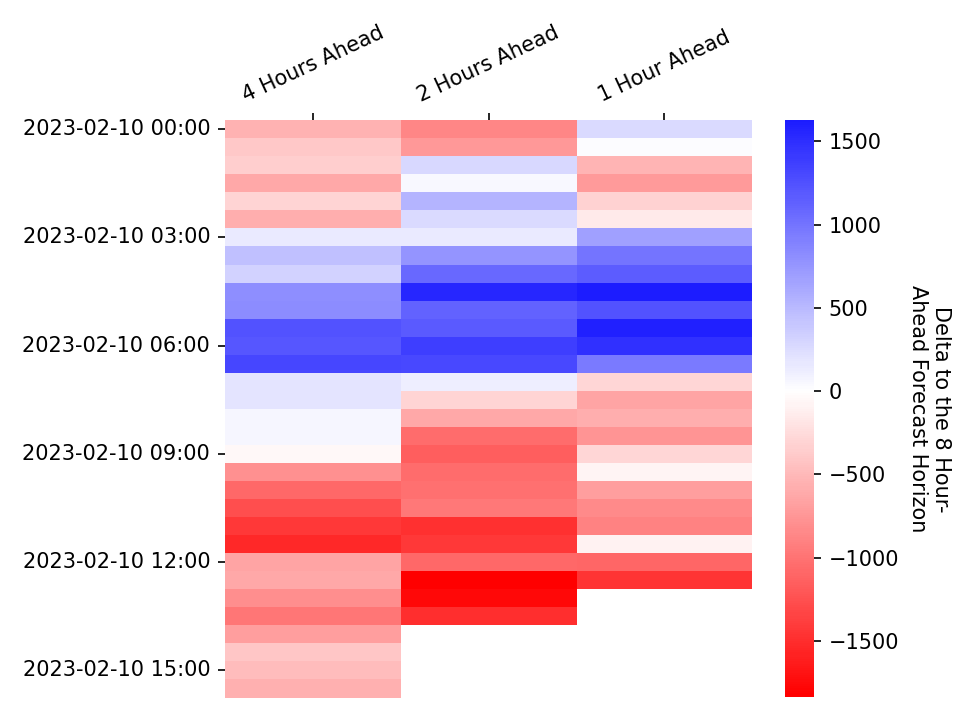 4 Hours Ahead
2 Hours Ahead
1 Hour Ahead
2023-02-10 00:00
2023-02-10 03:00
2023-02-10 06:00
2023-02-10 09:00
2023-02-10 12:00
2023-02-10 15:00
1500
1000
500
0
−500
−1000
−1500
Delta to the 8 Hour-
Ahead Forecast Horizon